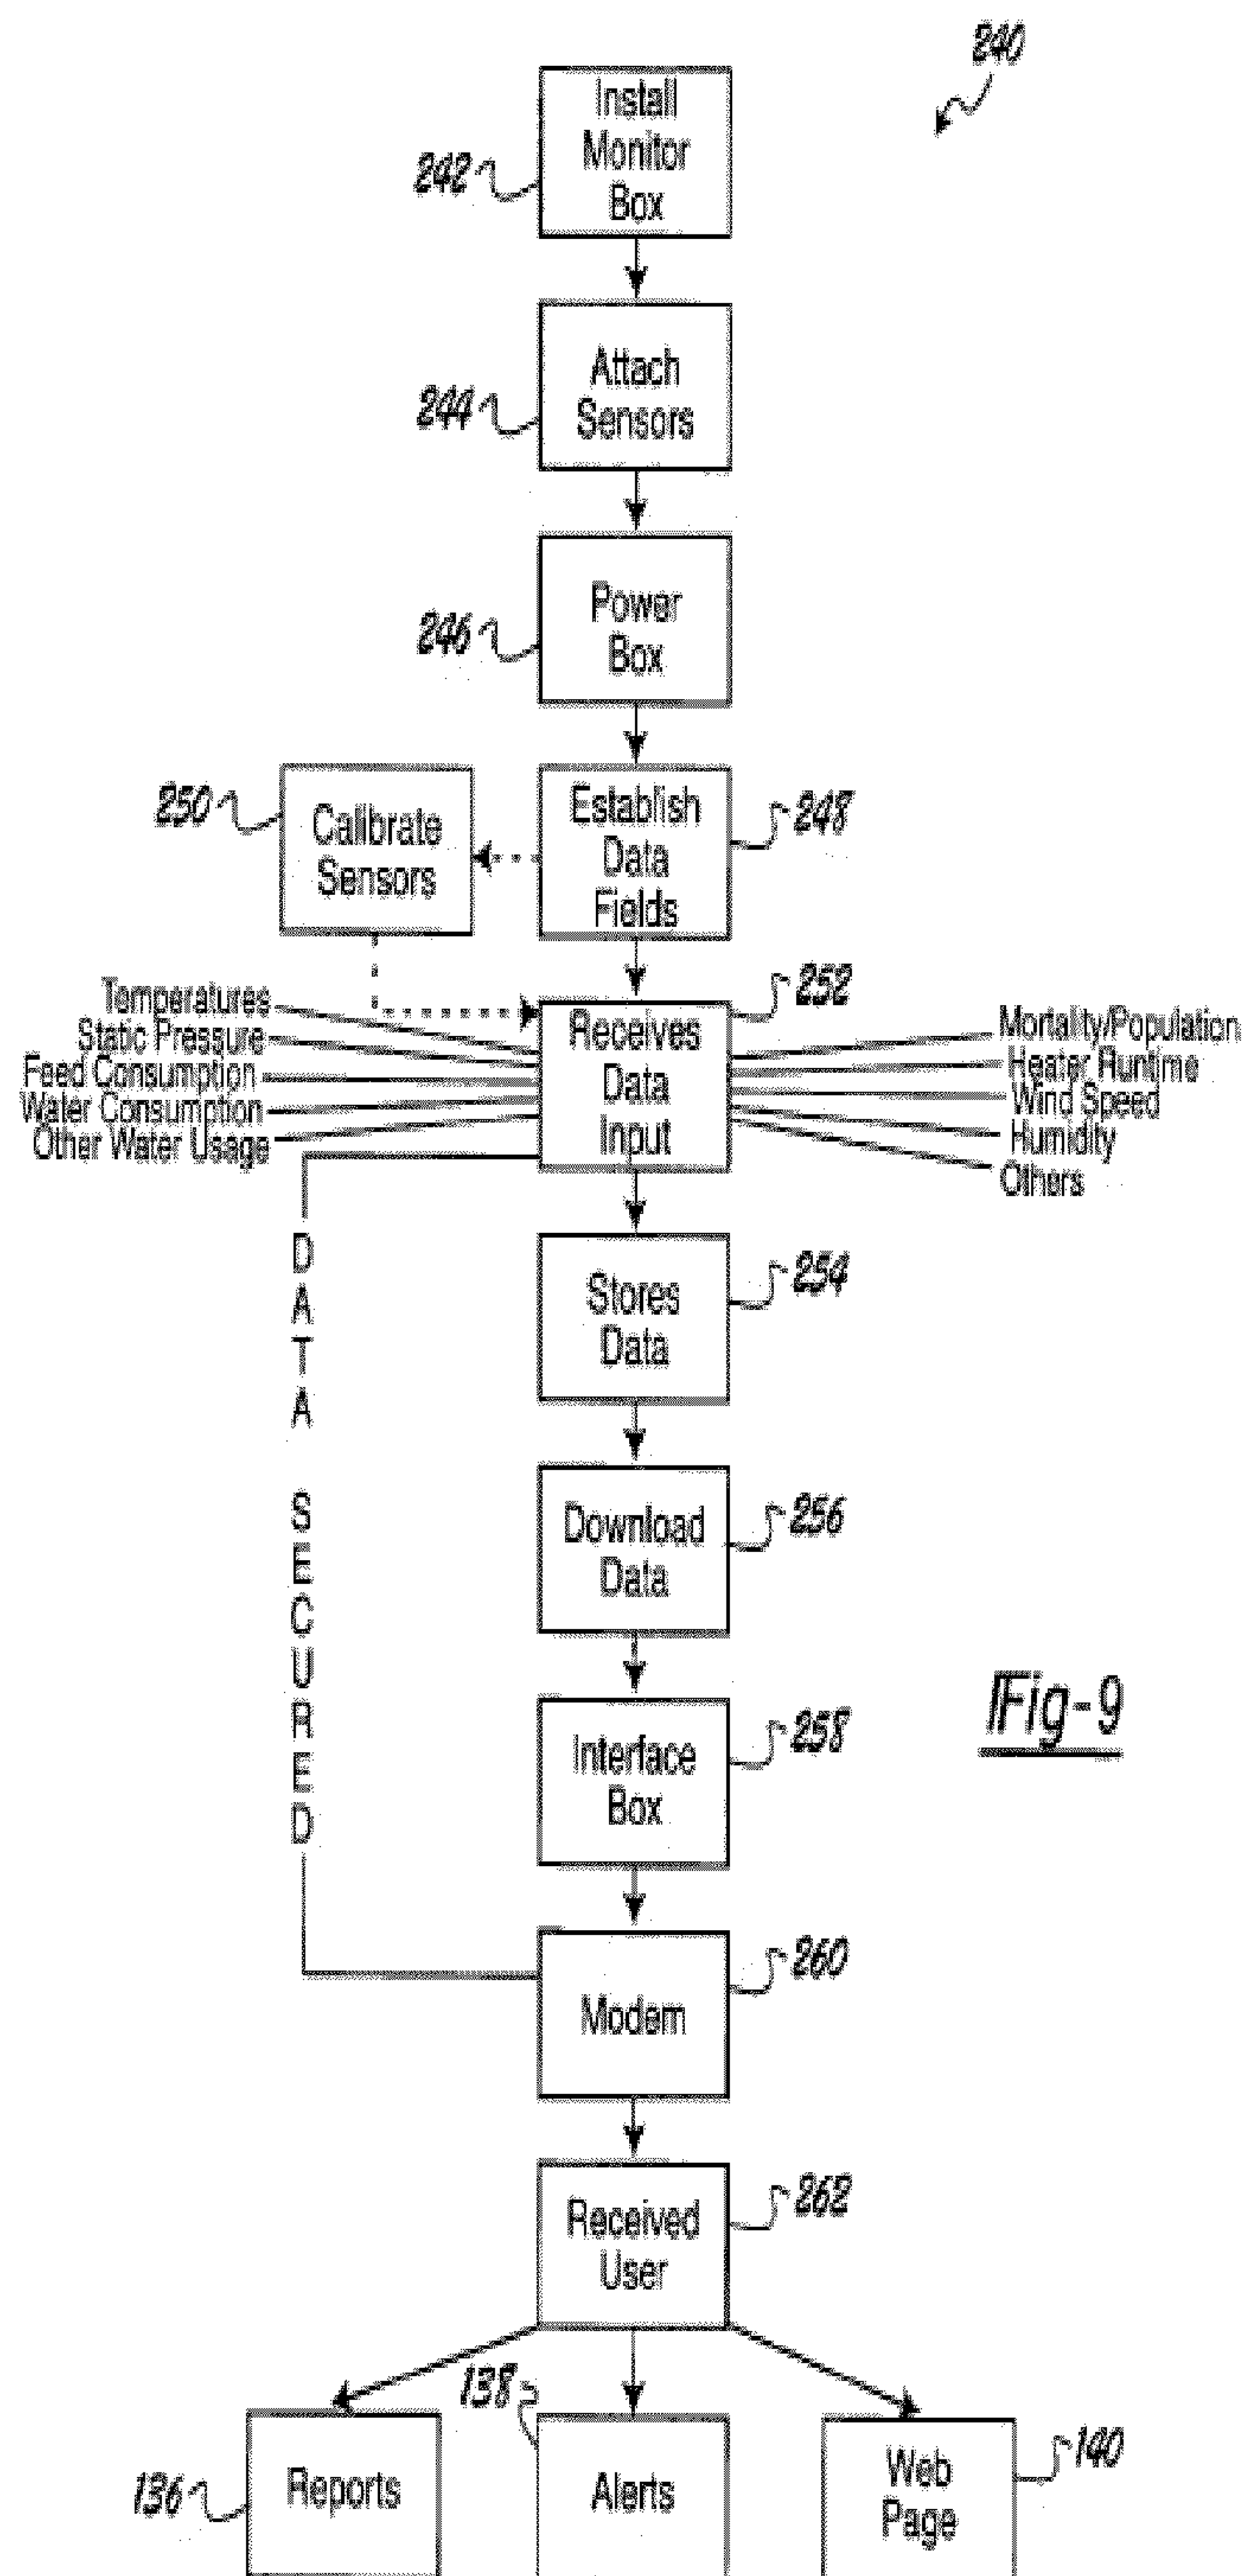 240
Install
Monitor
Box
242
Attach
Sensors
244
Power
Box
246
250
Calibrate
Sensors
Establish
Data
Fields
248
252
Temperatures
Static Pressure
Feed Consumption
Water Consumption
Other Water Usage
Receives
Data
Input
Mortality/Population
Heater Runtime
Wind Speed
Humidity
Others
DATA SECURED
Stores
Data
254
Download
Data
256
Interface
Box
258
Fig-9
Modem
260
Received
User
262
136
Reports
138
Alerts
Web
Page
140